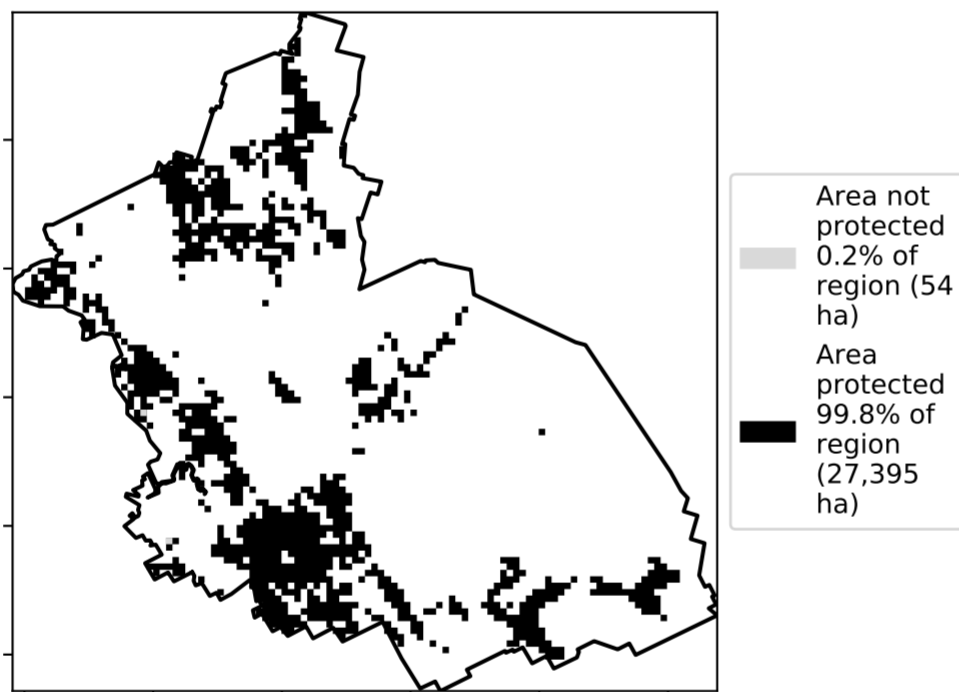 Area not
protected
0.2% of
region (54
ha)
Area
protected
99.8% of
region
(27,395
ha)